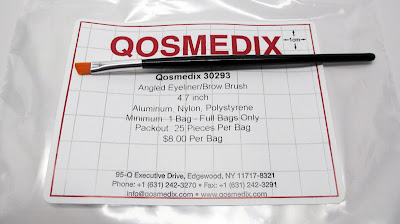 QOSMEDIX
1cm
Qosmedix 30293
Angled Eyeliner/Brow Brush
4.7 inch
Aluminum, Nylon, Polystyrene
Minimum: 1 Bag - Full Bags Only
Packout: 25 Pieces Per Bag
$8.00 Per Bag
95-Q Executive Drive, Edgewood, NY 11717-8321
Phone: +1 (631) 242-3270 • Fax: +1 (631) 242-3291
info@qosmedix.com • www.qosmedix.com